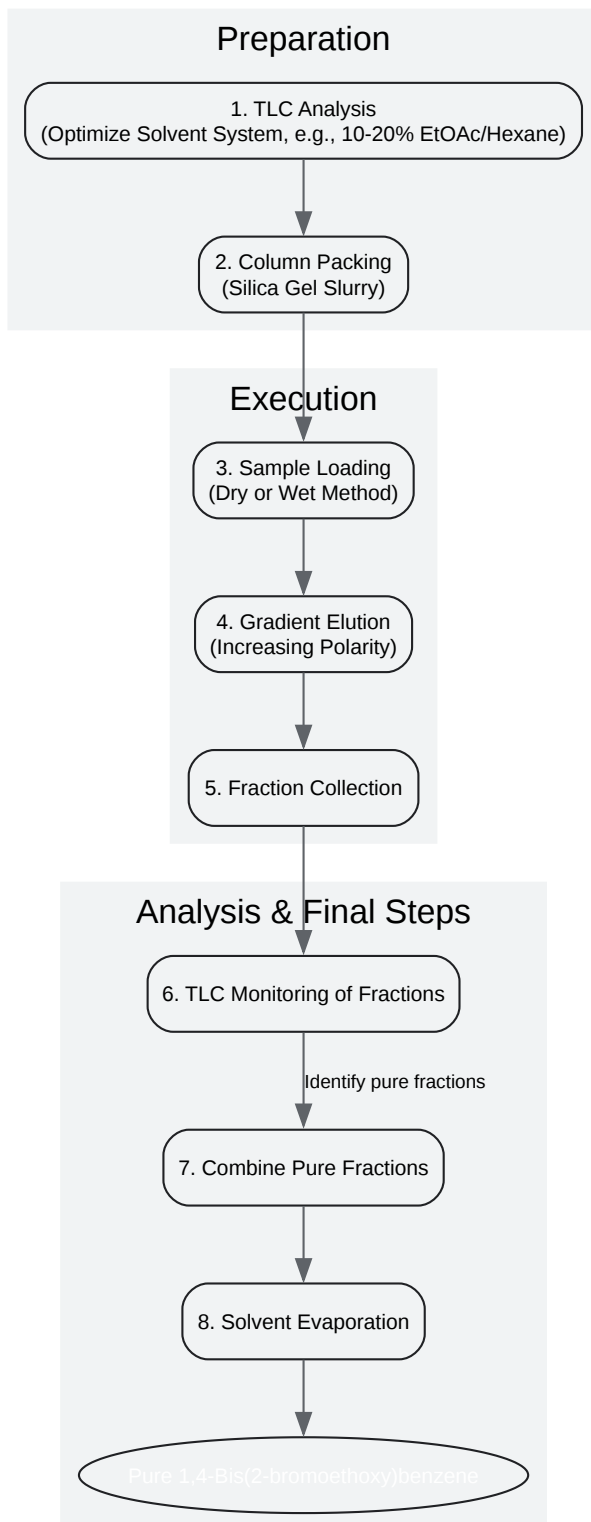 Preparation
1. TLC Analysis
(Optimize Solvent System, e.g., 10-20% EtOAc/Hexane)
2. Column Packing
(Silica Gel Slurry)
Execution
3. Sample Loading
(Dry or Wet Method)
4. Gradient Elution
(Increasing Polarity)
5. Fraction Collection
Analysis & Final Steps
6. TLC Monitoring of Fractions
Identify pure fractions
7. Combine Pure Fractions
8. Solvent Evaporation
Pure 1,4-Bis(2-bromoethoxy)benzene